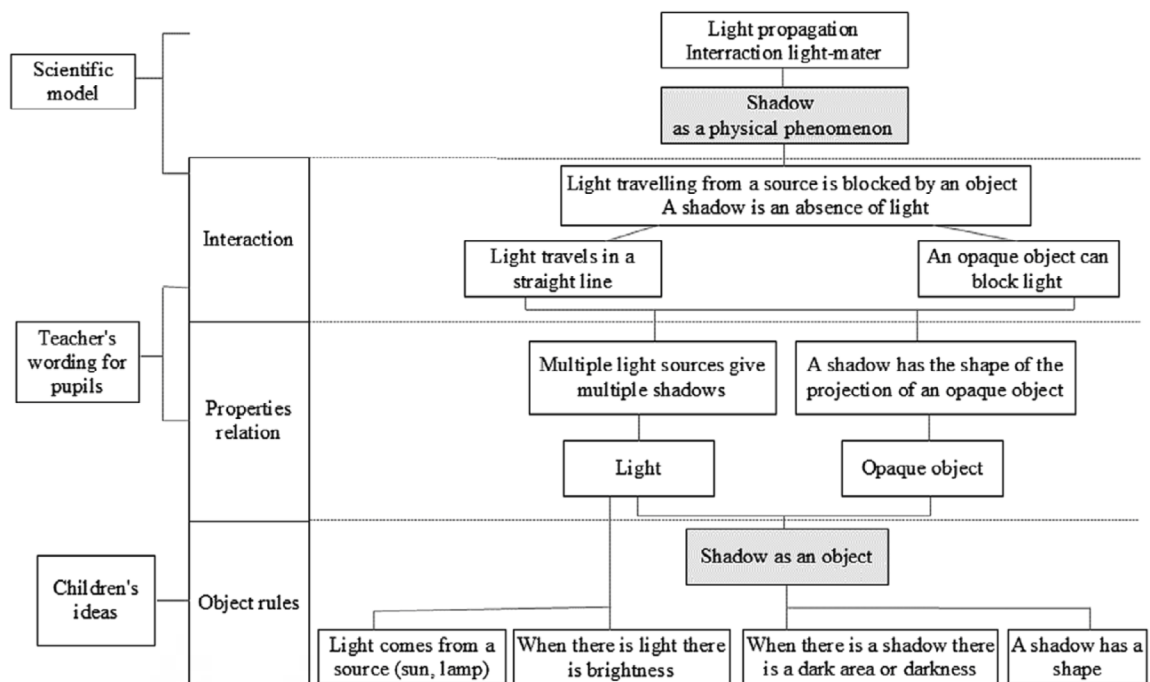 Light propagation
Interraction light-mater
Scientific
model
Shadow
as a physical phenomenon
Light travelling from a source is blocked by an object
A shadow is an absence of light
Interaction
Light travels in a
straight line
An opaque object can
block light
Teacher's
wording for
pupils
Multiple light sources give
multiple shadows
A shadow has the shape of the
projection of an opaque object
Properties
relation
Light
Opaque object
Shadow as an object
Children's
ideas
Object rules
Light comes from a
source (sun, lamp)
When there is light there
is brightness
When there is a shadow there
is a dark area or darkness
A shadow has a
shape